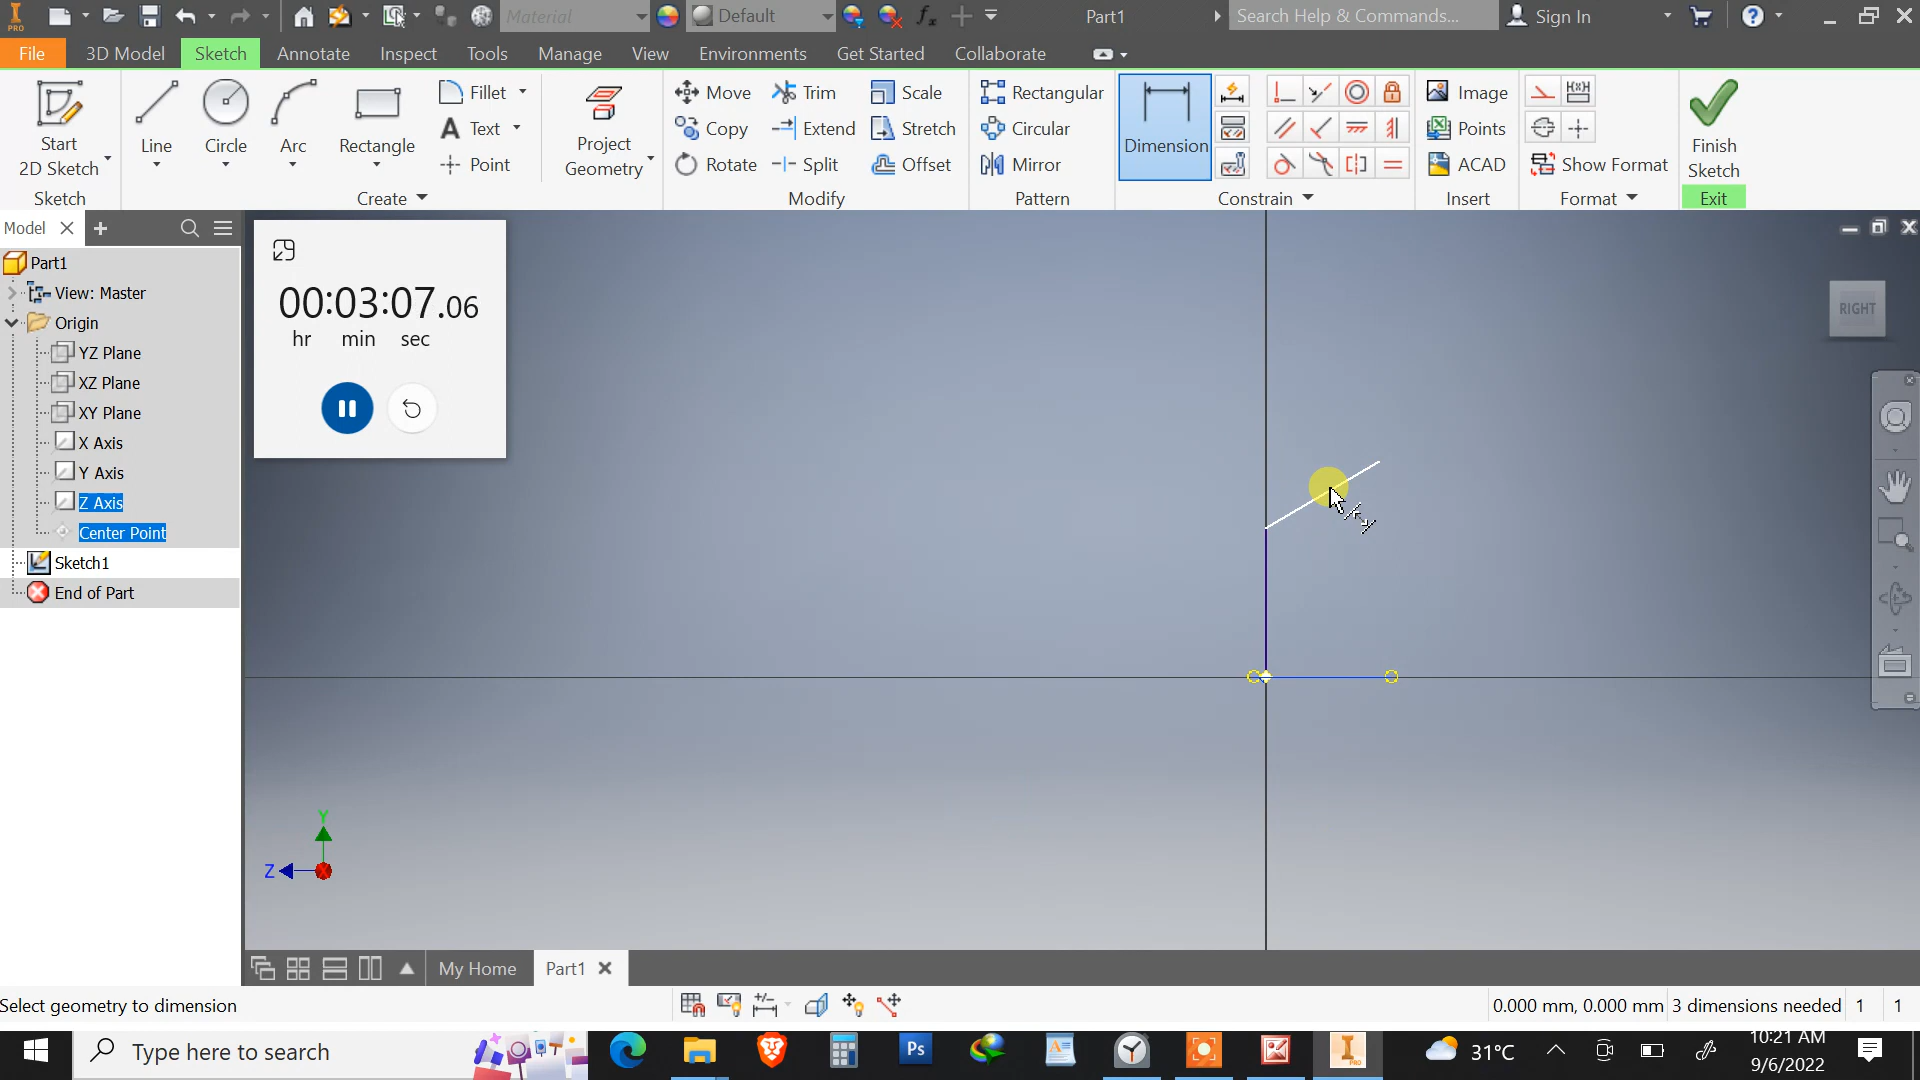 Material
Default
fx
Part1
Search Help & Commands...
Sign In
PRO
File
3D Model
Sketch
Annotate
Inspect
Tools
Manage
View
Environments
Get Started
Collaborate
Start
2D Sketch
Line
Circle
Arc
Rectangle
Fillet
Text
Point
Project
Geometry
Move
Copy
Rotate
Trim
Extend
Split
Scale
Stretch
Offset
Rectangular
Circular
Mirror
Dimension
Image
Points
ACAD
Show Format
Finish
Sketch
Sketch
Create
Modify
Pattern
Constrain
Insert
Format
Exit
Model
Part1
View: Master
Origin
YZ Plane
XZ Plane
XY Plane
X Axis
Y Axis
Z Axis
Center Point
Sketch1
End of Part
00:03:07.06
hr min sec
RIGHT
Y
Z
X
My Home
Part1
Select geometry to dimension
0.000 mm, 0.000 mm
3 dimensions needed
1
1
Type here to search
Ps
PRO
31°C
10:21 AM
9/6/2022